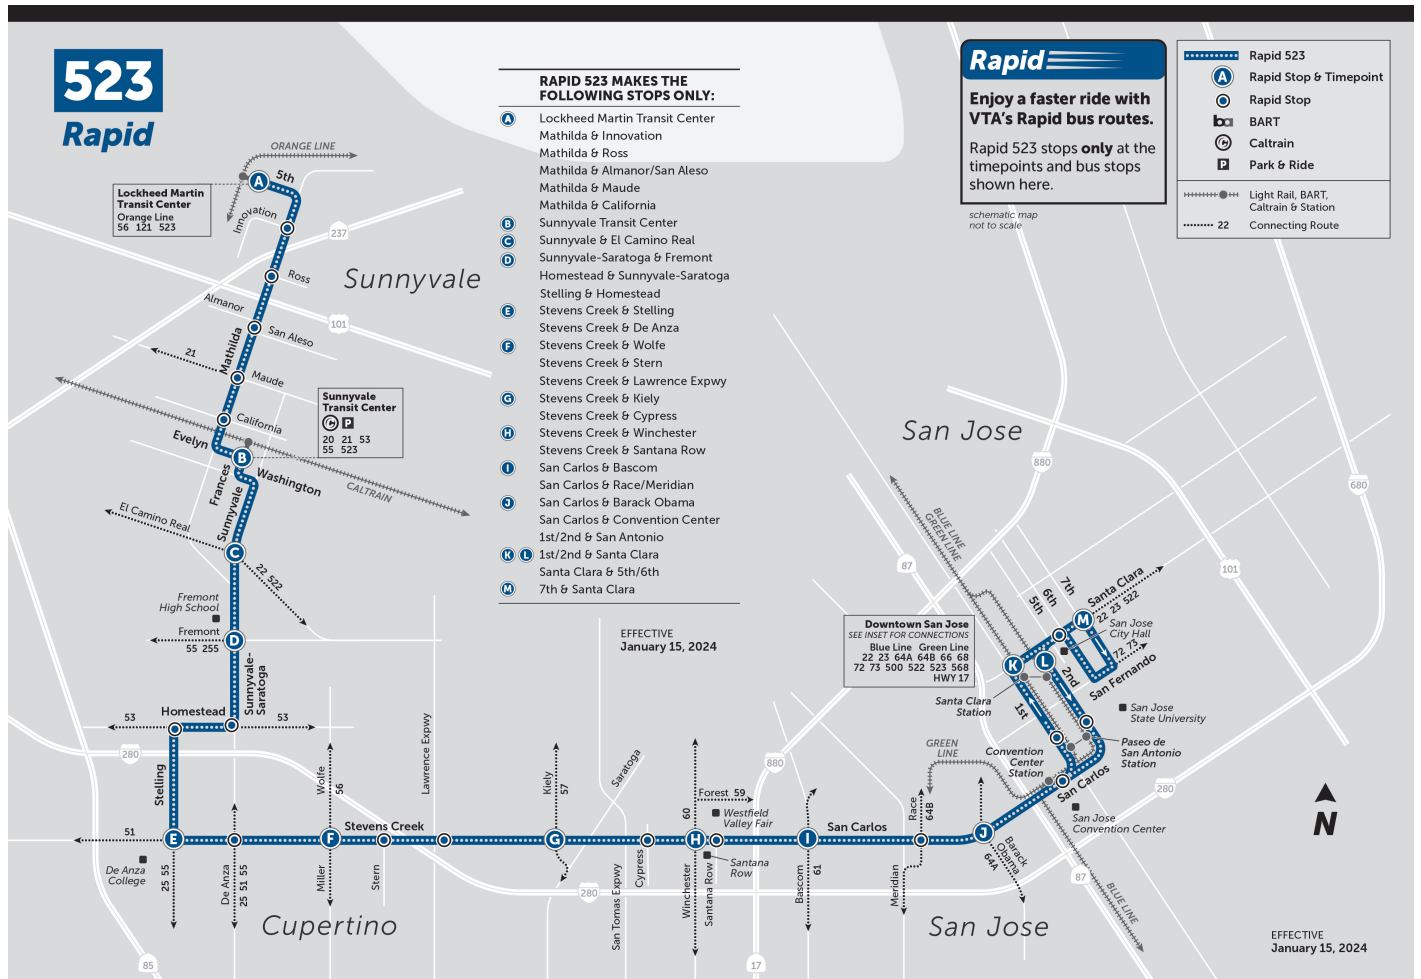 523
Rapid
RAPID 523 MAKES THE
FOLLOWING STOPS ONLY:
A Lockheed Martin Transit Center
Mathilda & Innovation
Mathilda & Ross
Mathilda & Almanor/San Aleso
Mathilda & Maude
Mathilda & California
B Sunnyvale Transit Center
C Sunnyvale & El Camino Real
D Sunnyvale-Saratoga & Fremont
Homestead & Sunnyvale-Saratoga
Stelling & Homestead
E Stevens Creek & Stelling
Stevens Creek & De Anza
F Stevens Creek & Wolfe
Stevens Creek & Stern
Stevens Creek & Lawrence Expwy
G Stevens Creek & Kiely
Stevens Creek & Cypress
H Stevens Creek & Winchester
Stevens Creek & Santana Row
I San Carlos & Bascom
San Carlos & Race/Meridian
J San Carlos & Barack Obama
San Carlos & Convention Center
1st/2nd & San Antonio
K L 1st/2nd & Santa Clara
Santa Clara & 5th/6th
M 7th & Santa Clara
EFFECTIVE
January 15, 2024
Rapid
Enjoy a faster ride with
VTA's Rapid bus routes.
Rapid 523 stops only at the
timepoints and bus stops
shown here.
schematic map
not to scale
Rapid 523
A Rapid Stop & Timepoint
Rapid Stop
ba BART
C Caltrain
P Park & Ride
Light Rail, BART,
Caltrain & Station
22 Connecting Route
ORANGE LINE
A
5th
Lockheed Martin
Transit Center
Orange Line
56 121 523
Innovation
237
Sunnyvale
Ross
Almanor
101
San Aleso
Mathilda
21
Maude
Sunnyvale
Transit Center
C P
20 21 53
55 523
California
Evelyn
B
Frances
Washington
CALTRAIN
Sunnyvale
El Camino Real
C
22 522
Fremont
High School
Fremont
55 255
D
Sunnyvale-
Saratoga
Homestead
53
53
280
Stelling
Wolfe
56
Lawrence Expwy
Kiely
57
Saratoga
60
Forest 59
Westfield
Valley Fair
880
51
E
F
Stevens Creek
G
H
I
San Carlos
J
De Anza
College
25 55
De Anza
25 51 55
Miller
Stern
280
San Tomas Expwy
Cypress
Winchester
Santana Row
Santana
Row
Bascom
61
Meridian
Race
64B
Barack
Obama
64A
Cupertino
San Jose
85
17
87
BLUE LINE
San Jose
880
680
101
87
BLUE LINE
GREEN LINE
Downtown San Jose
SEE INSET FOR CONNECTIONS
Blue Line Green Line
22 23 64A 64B 66 68
72 73 500 522 523 568
HWY 17
5th
6th
7th
Santa Clara
22 23 522
M
San Jose
City Hall
72 73
San Fernando
K
L
2nd
1st
Santa Clara
Station
San Jose
State University
Paseo de
San Antonio
Station
GREEN
LINE
Convention
Center
Station
San Carlos
280
San Jose
Convention Center
N
EFFECTIVE
January 15, 2024